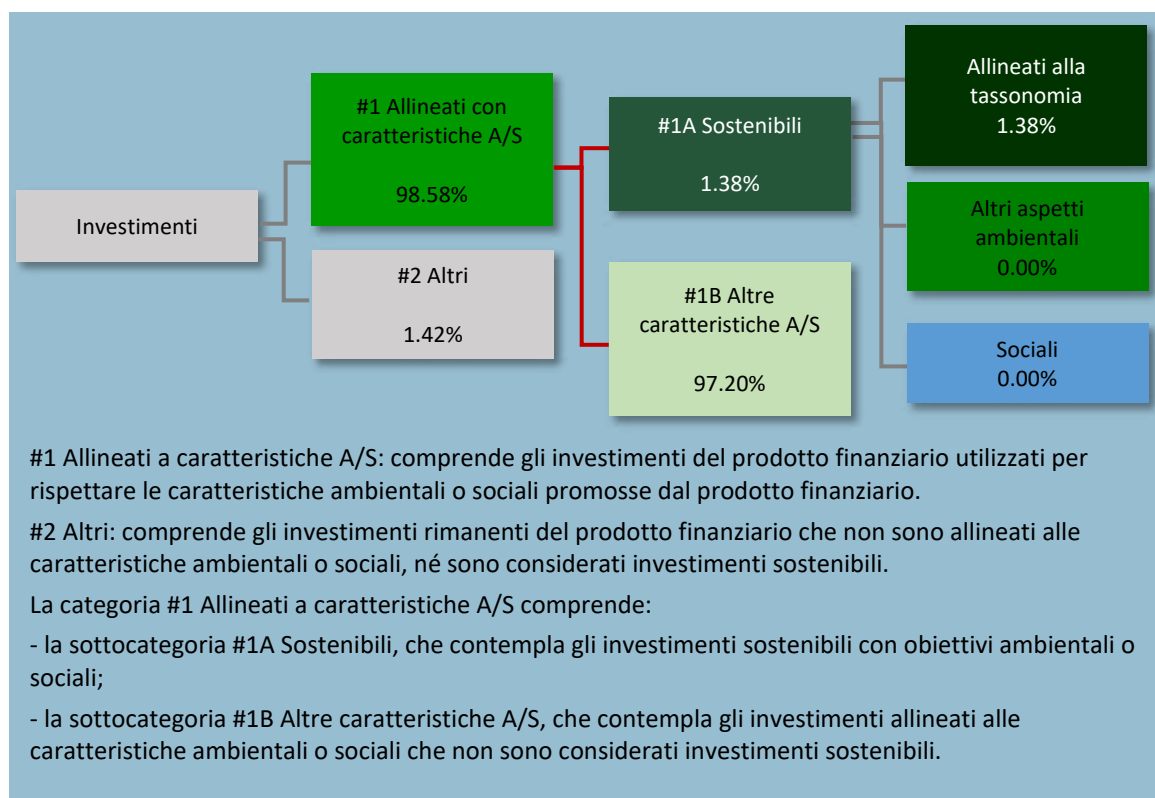 Investimenti
#1 Allineati con
caratteristiche A/S
98.58%
#2 Altri
1.42%
#1A Sostenibili
1.38%
#1B Altre
caratteristiche A/S
97.20%
Allineati alla
tassonomia
1.38%
Altri aspetti
ambientali
0.00%
Sociali
0.00%
#1 Allineati a caratteristiche A/S: comprende gli investimenti del prodotto finanziario utilizzati per
rispettare le caratteristiche ambientali o sociali promosse dal prodotto finanziario.
#2 Altri: comprende gli investimenti rimanenti del prodotto finanziario che non sono allineati alle
caratteristiche ambientali o sociali, né sono considerati investimenti sostenibili.
La categoria #1 Allineati a caratteristiche A/S comprende:
- la sottocategoria #1A Sostenibili, che contempla gli investimenti sostenibili con obiettivi ambientali o
sociali;
- la sottocategoria #1B Altre caratteristiche A/S, che contempla gli investimenti allineati alle
caratteristiche ambientali o sociali che non sono considerati investimenti sostenibili.